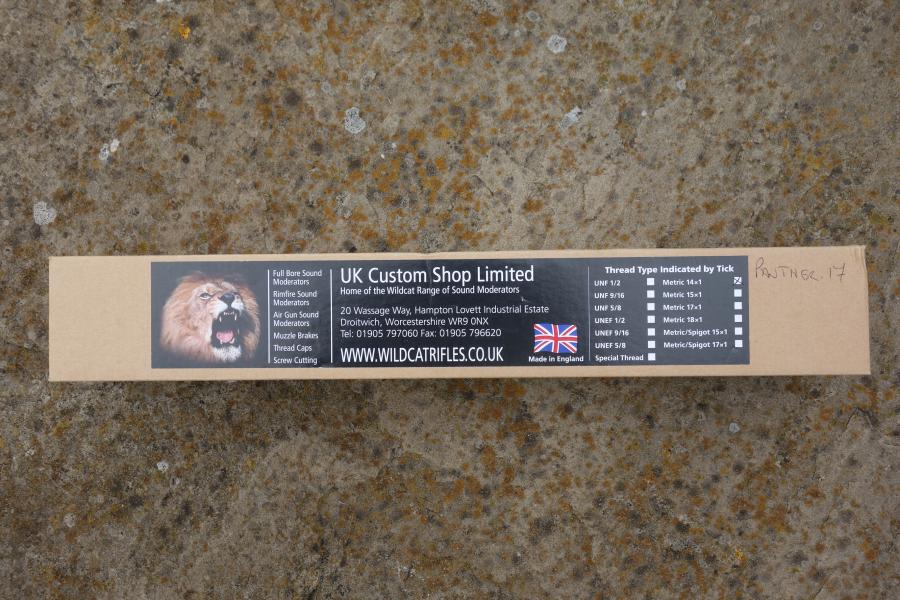 Full Bore Sound
Moderators
Rimfire Sound
Moderators
Air Gun Sound
Moderators
Muzzle Brakes
Thread Caps
Screw Cutting
UK Custom Shop Limited
Home of the Wildcat Range of Sound Moderators
20 Wassage Way, Hampton Lovett Industrial Estate
Droitwich, Worcestershire WR9 0NX
Tel: 01905 797060 Fax: 01905 796620
WWW.WILDCATRIFLES.CO.UK
Made in England
Thread Type Indicated by Tick
UNF 1/2
UNF 9/16
UNF 5/8
UNEF 1/2
UNEF 9/16
UNEF 5/8
Special Thread
Metric 14×1
Metric 15×1
Metric 17×1
Metric 18×1
Metric/Spigot 15×1
Metric/Spigot 17×1
PANTHER.17